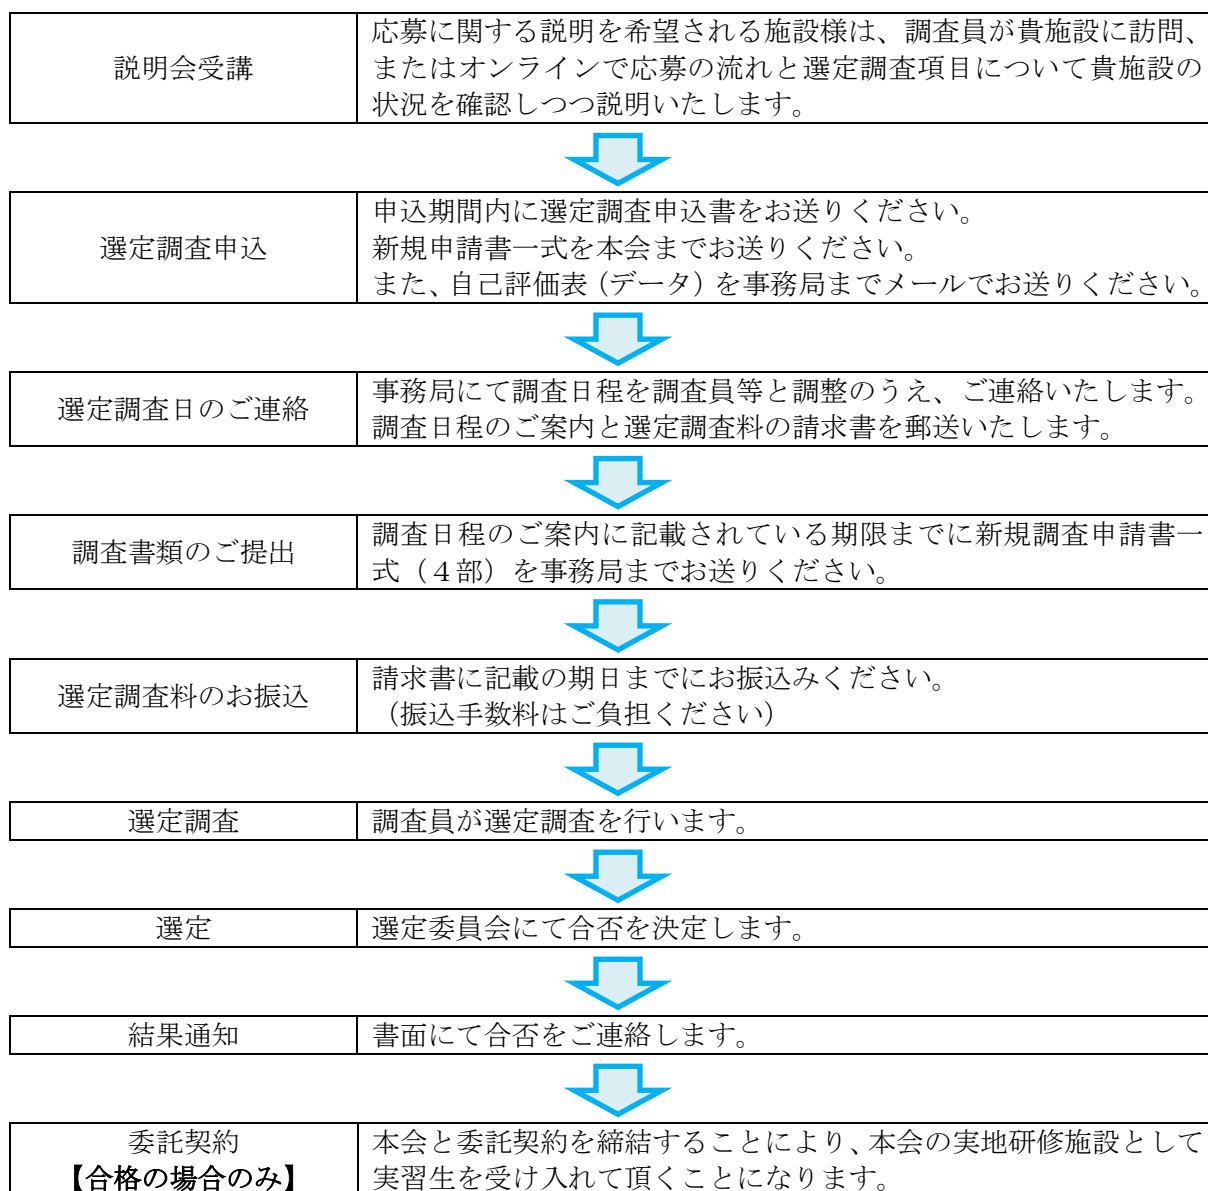 説明会受講
応募に関する説明を希望される施設様は、調査員が貴施設に訪問、
またはオンラインで応募の流れと選定調査項目について貴施設の
状況を確認しつつ説明いたします。
選定調査申込
申込期間内に選定調査申込書をお送りください。
新規申請書一式を本会までお送りください。
また、自己評価表（データ）を事務局までメールでお送りください。
選定調査日のご連絡
事務局にて調査日程を調査員等と調整のうえ、ご連絡いたします。
調査日程のご案内と選定調査料の請求書を郵送いたします。
調査書類のご提出
調査日程のご案内に記載されている期限までに新規調査申請書一
式（４部）を事務局までお送りください。
選定調査料のお振込
請求書に記載の期日までにお振込みください。
（振込手数料はご負担ください）
選定調査
調査員が選定調査を行います。
選定
選定委員会にて合否を決定します。
結果通知
書面にて合否をご連絡します。
委託契約
【合格の場合のみ】
本会と委託契約を締結することにより、本会の実地研修施設として
実習生を受け入れて頂くことになります。